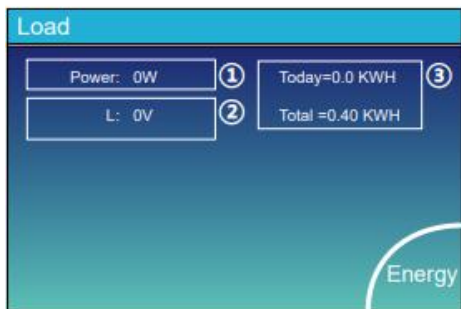 Load
Power: 0W ①
L: 0V ②
Today=0.0 KWH ③
Total =0.40 KWH
Energy